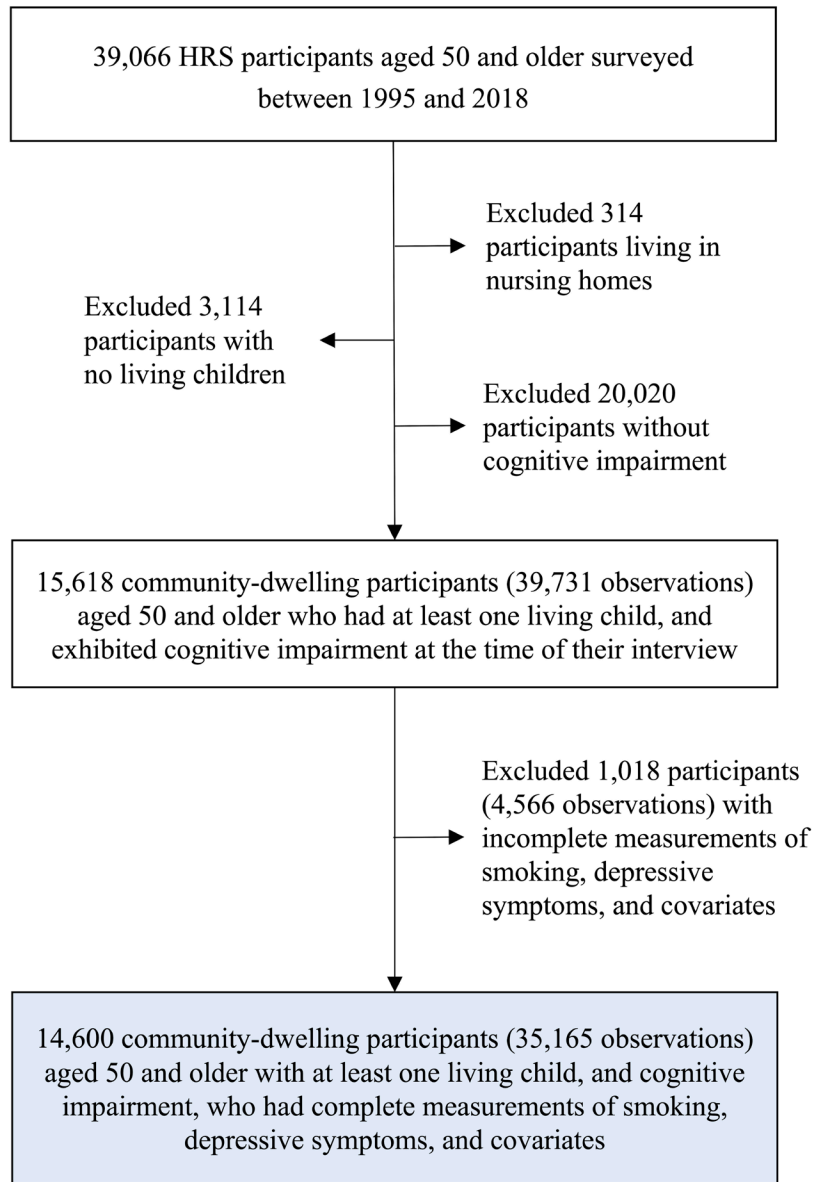 39,066 HRS participants aged 50 and older surveyed
between 1995 and 2018
Excluded 314
participants living in
nursing homes
Excluded 3,114
participants with
no living children
Excluded 20,020
participants without
cognitive impairment
15,618 community-dwelling participants (39,731 observations)
aged 50 and older who had at least one living child, and
exhibited cognitive impairment at the time of their interview
Excluded 1,018 participants
(4,566 observations) with
incomplete measurements of
smoking, depressive
symptoms, and covariates
14,600 community-dwelling participants (35,165 observations)
aged 50 and older with at least one living child, and cognitive
impairment, who had complete measurements of smoking,
depressive symptoms, and covariates